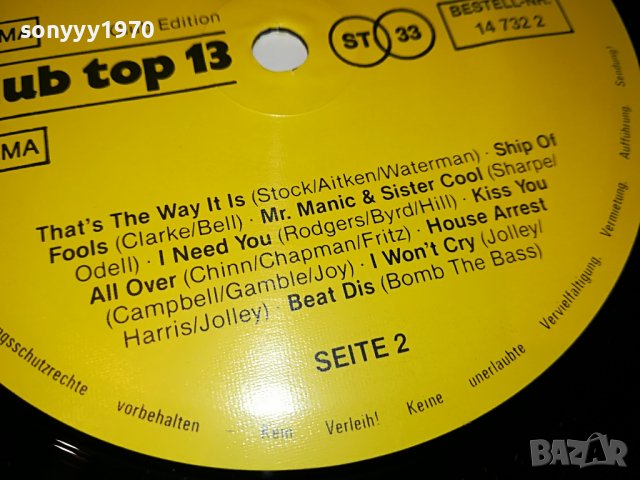 sonyyy1970
MA
Edition
ub top 13
MA
ST 33
BESTELL-NR.
14 732 2
That's The Way It Is (Stock/Aitken/Waterman) · Ship Of
Fools (Clarke/Bell) · Mr. Manic & Sister Cool (Sharpe/
Odell) · I Need You (Rodgers/Byrd/Hill) · Kiss You
All Over (Chinn/Chapman/Fritz) · House Arrest
(Campbell/Gamble/Joy) · I Won't Cry (Jolley/
Harris/Jolley) · Beat Dis (Bomb The Bass)
SEITE 2
ngsschutzrechte vorbehalten - Kein Verleih! Keine unerlaubte Vervielfältigung, Vermietung, Aufführung, Sendung!
BAZAR